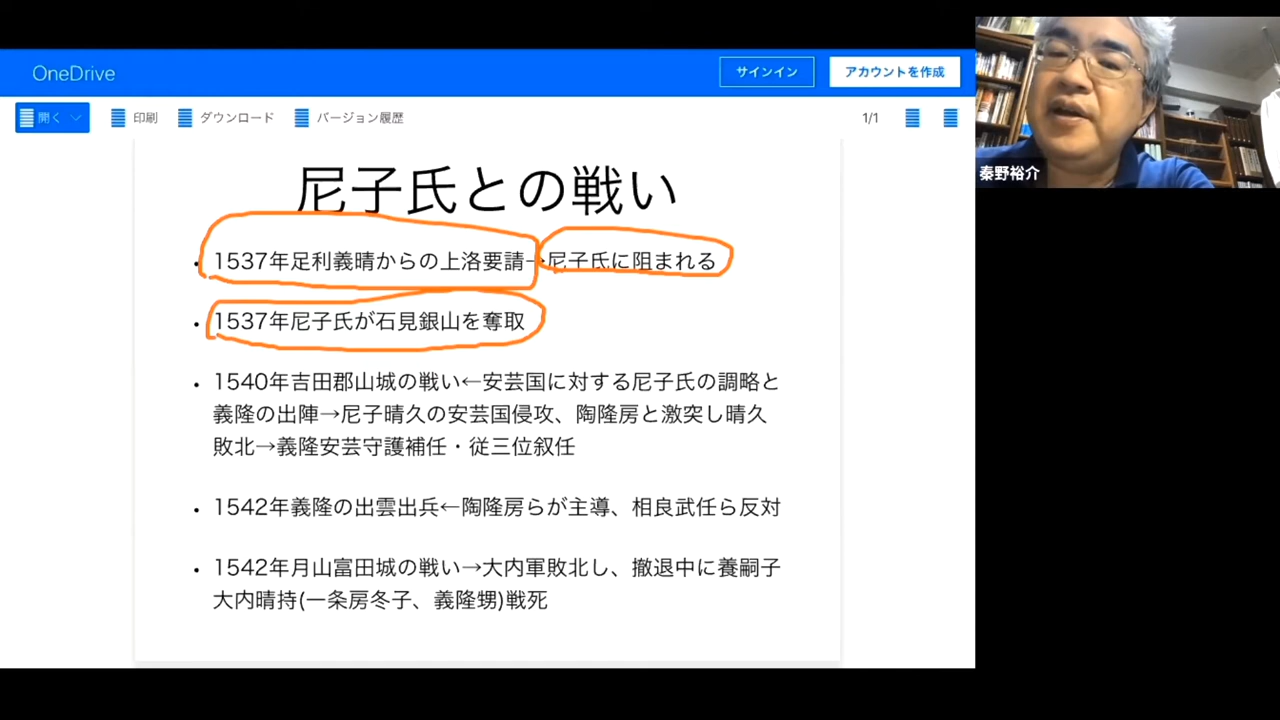 OneDrive
サインイン
アカウントを作成
開く
印刷
ダウンロード
バージョン履歴
1/1
秦野裕介
尼子氏との戦い
• 1537年足利義晴からの上洛要請→尼子氏に阻まれる
• 1537年尼子氏が石見銀山を奪取
• 1540年吉田郡山城の戦い←安芸国に対する尼子氏の調略と
義隆の出陣→尼子晴久の安芸国侵攻、陶隆房と激突し晴久
敗北→義隆安芸守護補任・従三位叙任
• 1542年義隆の出雲出兵←陶隆房らが主導、相良武任ら反対
• 1542年月山富田城の戦い→大内軍敗北し、撤退中に養嗣子
大内晴持(一条房冬子、義隆甥)戦死